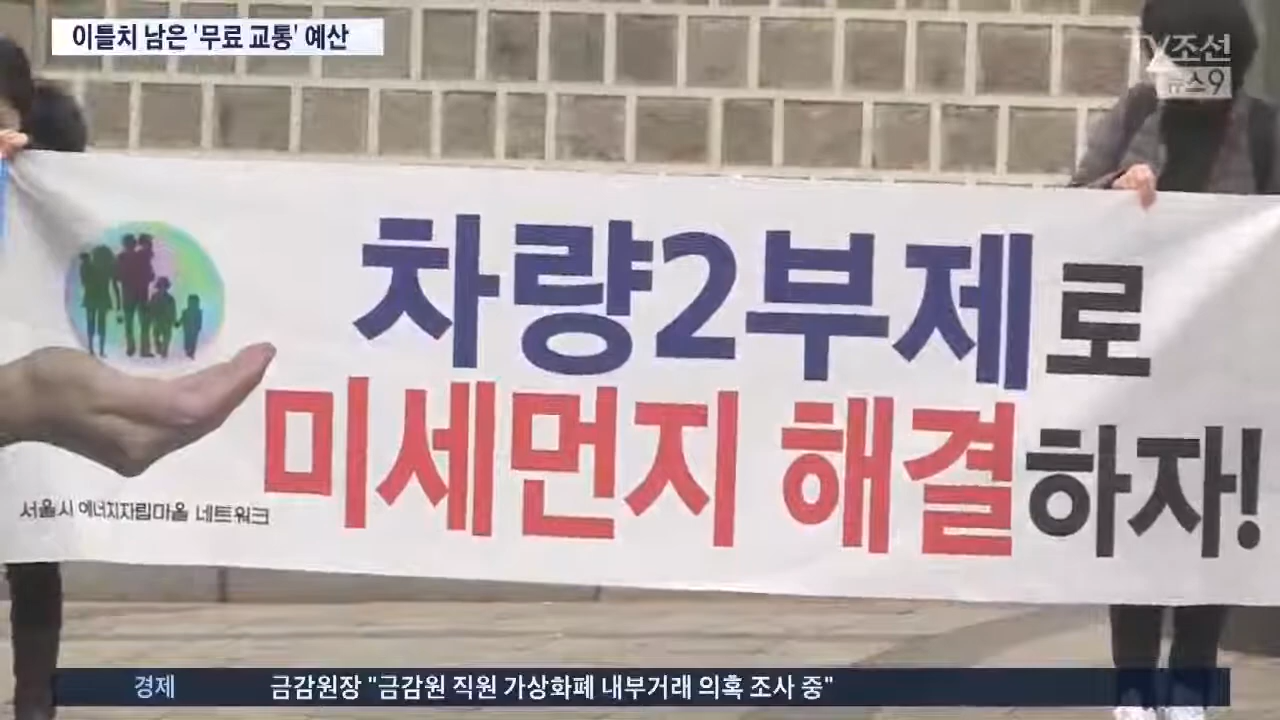 이틀치 남은 '무료 교통' 예산
TV조선
뉴스9
차량2부제로
미세먼지 해결하자!
서울시 에너지자립마을 네트워크
경제 금감원장 "금감원 직원 가상화폐 내부거래 의혹 조사 중"